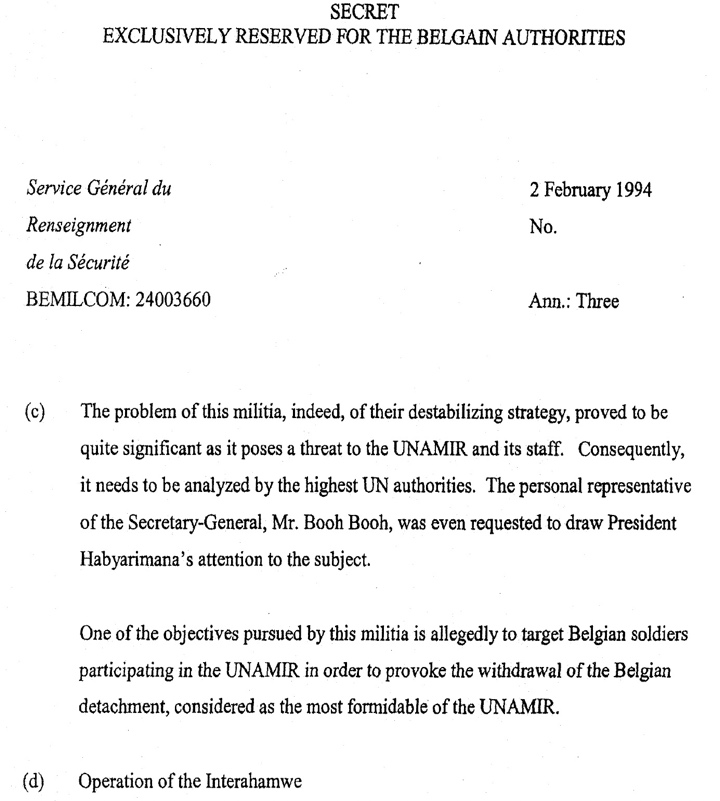 SECRET
EXCLUSIVELY RESERVED FOR THE BELGAIN AUTHORITIES
Service Général du
2 February 1994
Renseignment
No.
de la Sécurité
BEMILCOM: 24003660
Ann.: Three
(c) The problem of this militia, indeed, of their destabilizing strategy, proved to be
quite significant as it poses a threat to the UNAMIR and its staff. Consequently,
it needs to be analyzed by the highest UN authorities. The personal representative
of the Secretary-General, Mr. Booh Booh, was even requested to draw President
Habyarimana's attention to the subject.
One of the objectives pursued by this militia is allegedly to target Belgian soldiers
participating in the UNAMIR in order to provoke the withdrawal of the Belgian
detachment, considered as the most formidable of the UNAMIR.
(d) Operation of the Interahamwe